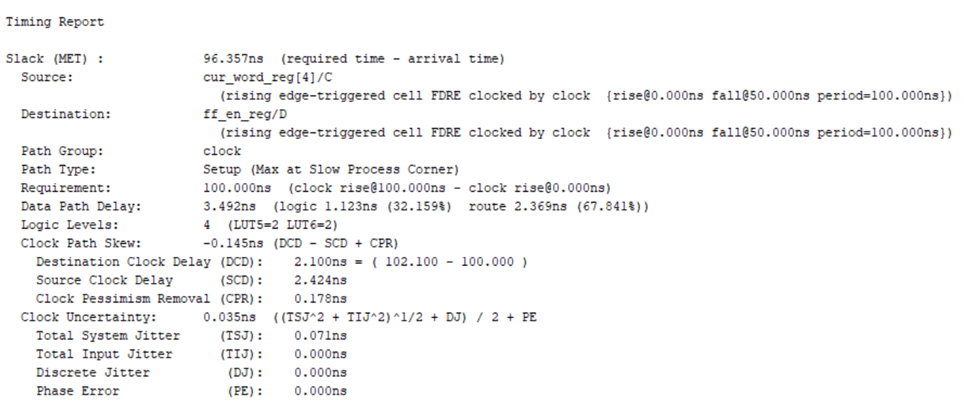 Timing Report
Slack (MET) : 96.357ns (required time - arrival time)
Source: cur_word_reg[4]/C
(rising edge-triggered cell FDRE clocked by clock {rise@0.000ns fall@50.000ns period=100.000ns})
Destination: ff_en_reg/D
(rising edge-triggered cell FDRE clocked by clock {rise@0.000ns fall@50.000ns period=100.000ns})
Path Group: clock
Path Type: Setup (Max at Slow Process Corner)
Requirement: 100.000ns (clock rise@100.000ns - clock rise@0.000ns)
Data Path Delay: 3.492ns (logic 1.123ns (32.159%) route 2.369ns (67.841%))
Logic Levels: 4 (LUT5=2 LUT6=2)
Clock Path Skew: -0.145ns (DCD - SCD + CPR)
Destination Clock Delay (DCD): 2.100ns = ( 102.100 - 100.000 )
Source Clock Delay (SCD): 2.424ns
Clock Pessimism Removal (CPR): 0.178ns
Clock Uncertainty: 0.035ns ((TSJ^2 + TIJ^2)^1/2 + DJ) / 2 + PE
Total System Jitter (TSJ): 0.071ns
Total Input Jitter (TIJ): 0.000ns
Discrete Jitter (DJ): 0.000ns
Phase Error (PE): 0.000ns